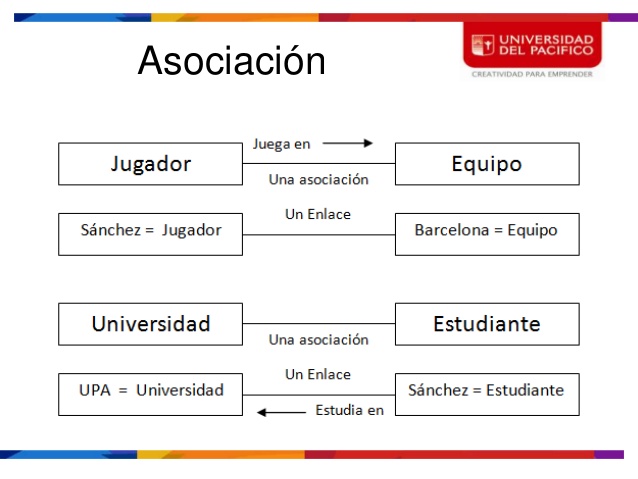 Asociación
UNIVERSIDAD
DEL PACIFICO
CREATIVIDAD PARA EMPRENDER
Juega en
Jugador
Equipo
Una asociación
Un Enlace
Sánchez = Jugador
Barcelona = Equipo
Universidad
Estudiante
Una asociación
Un Enlace
UPA = Universidad
Sánchez = Estudiante
Estudia en